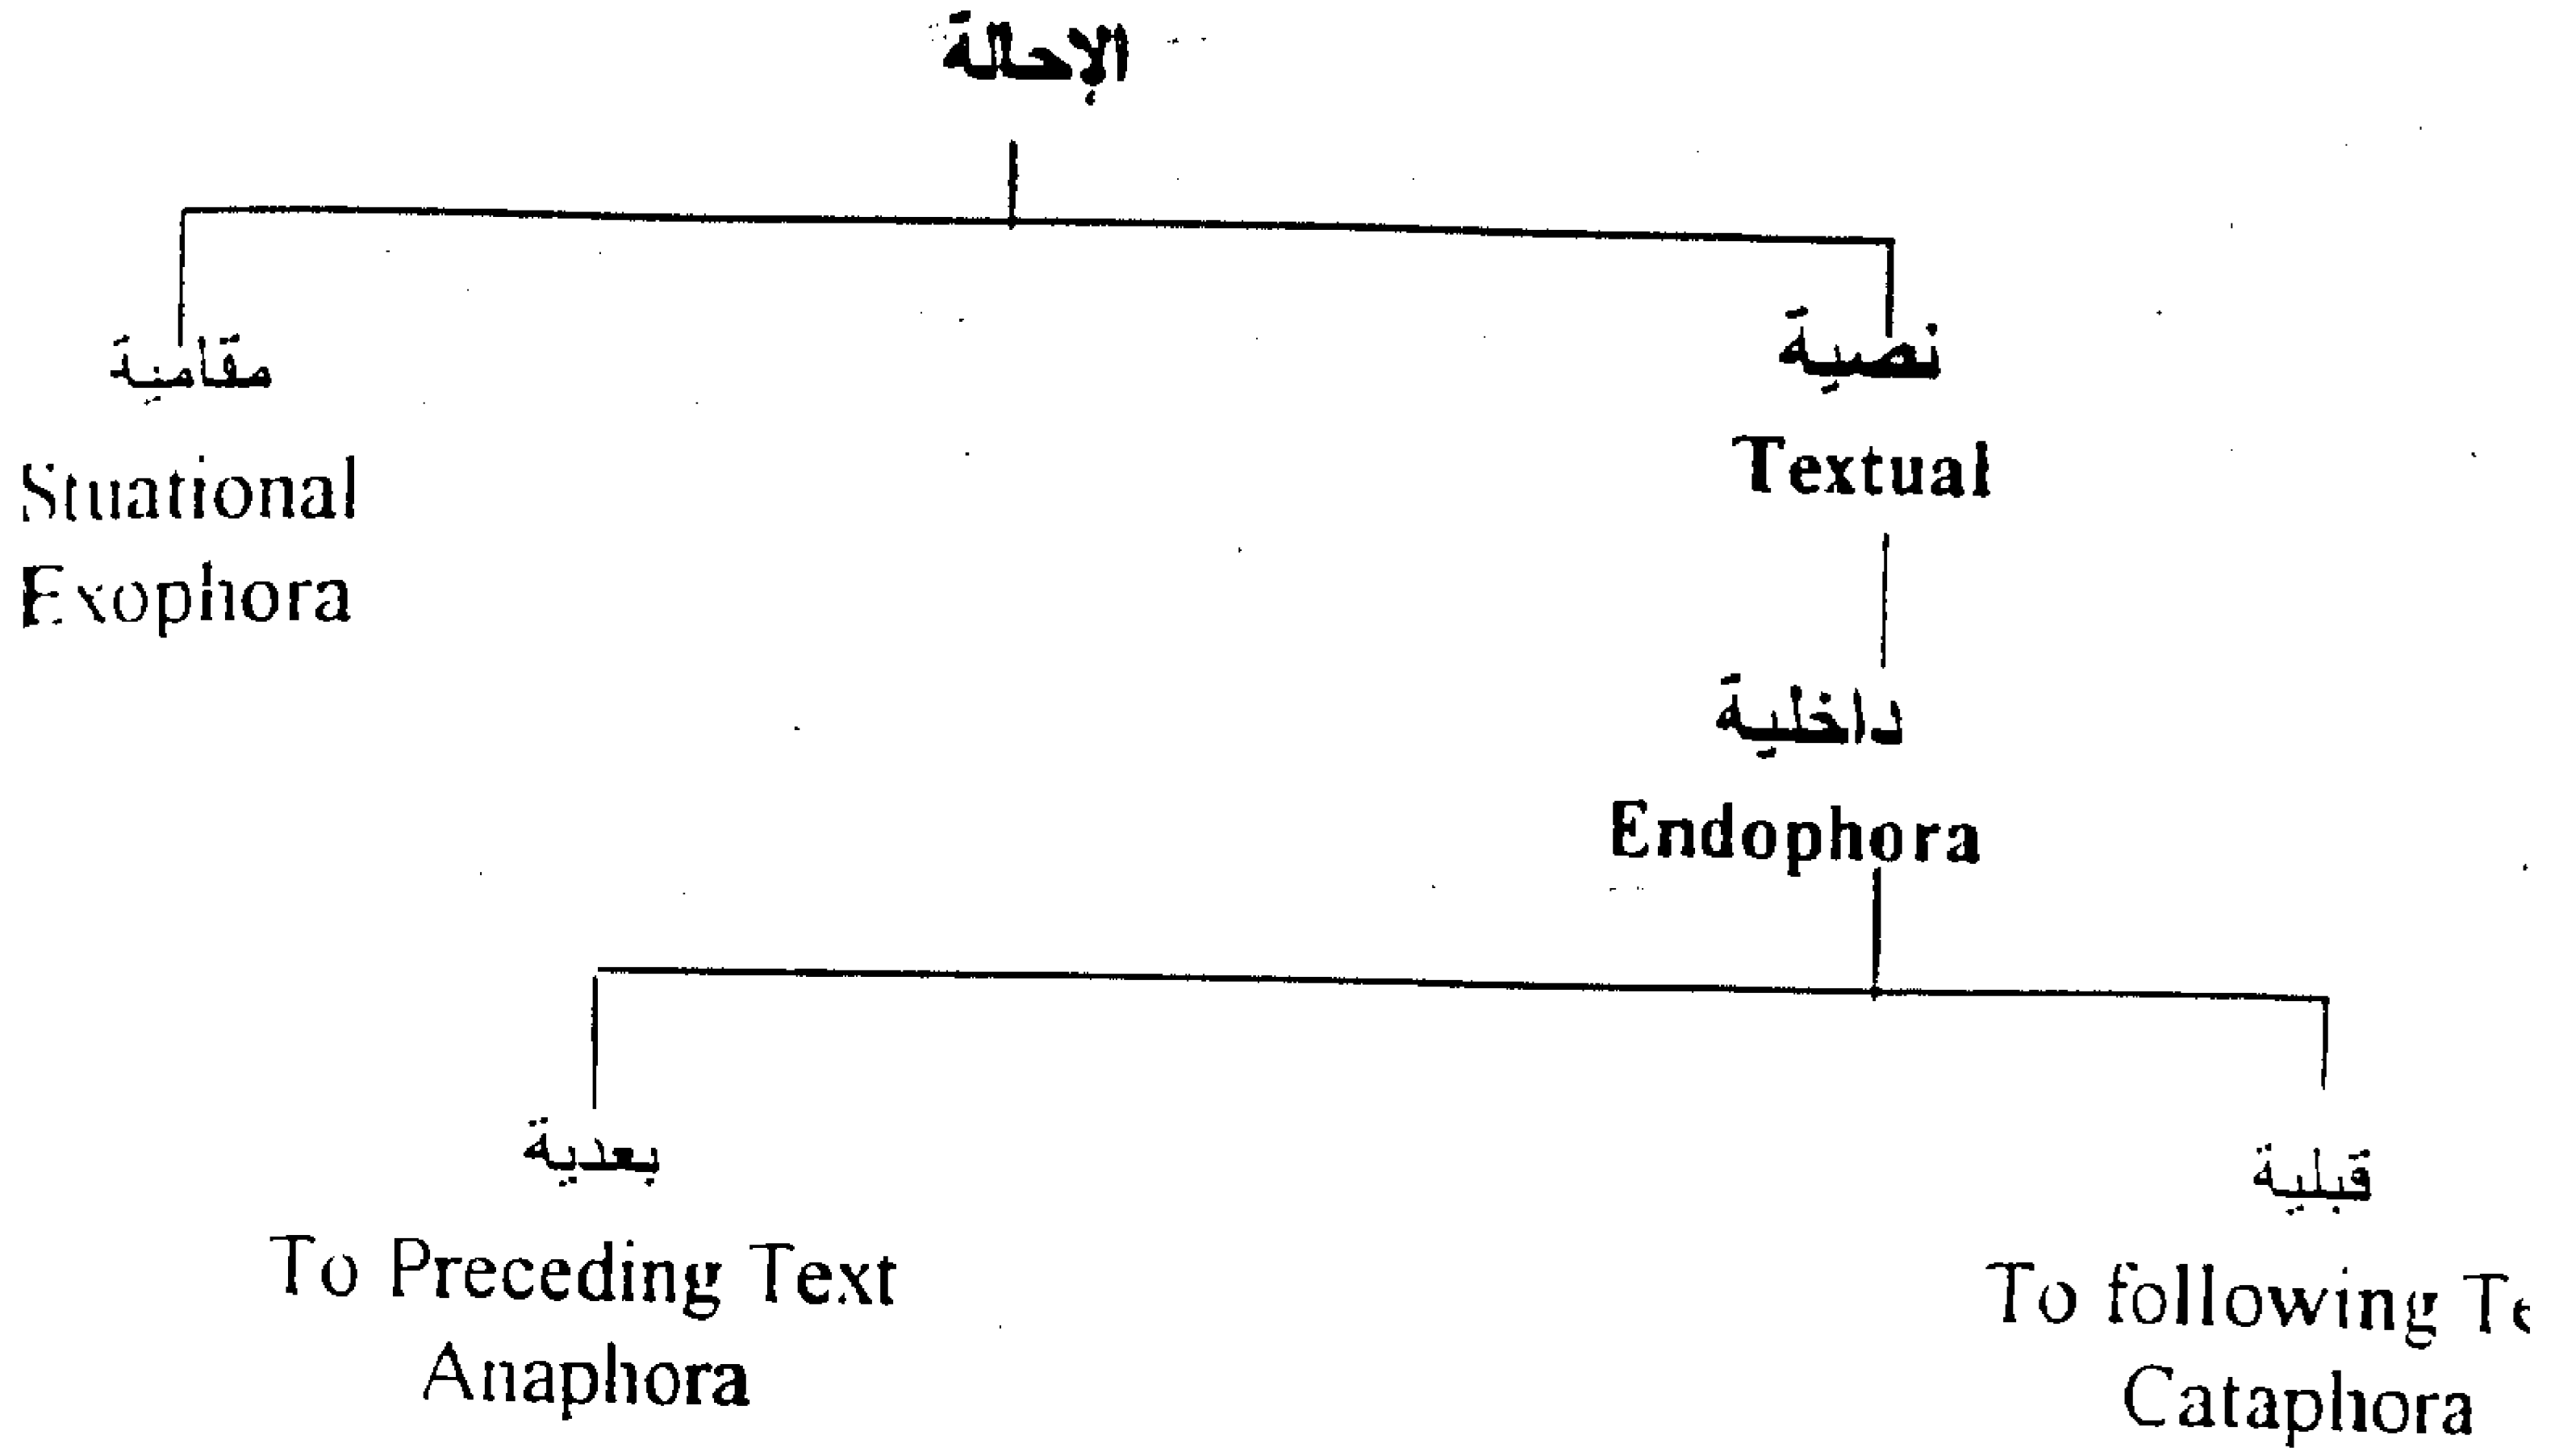 الإحالة
نصية
Textual
مقامية
Stuational
Exophora
داخلية
Endophora
قبلية
To following
Cataphora
بعدية
To Preceding Text
Anaphora